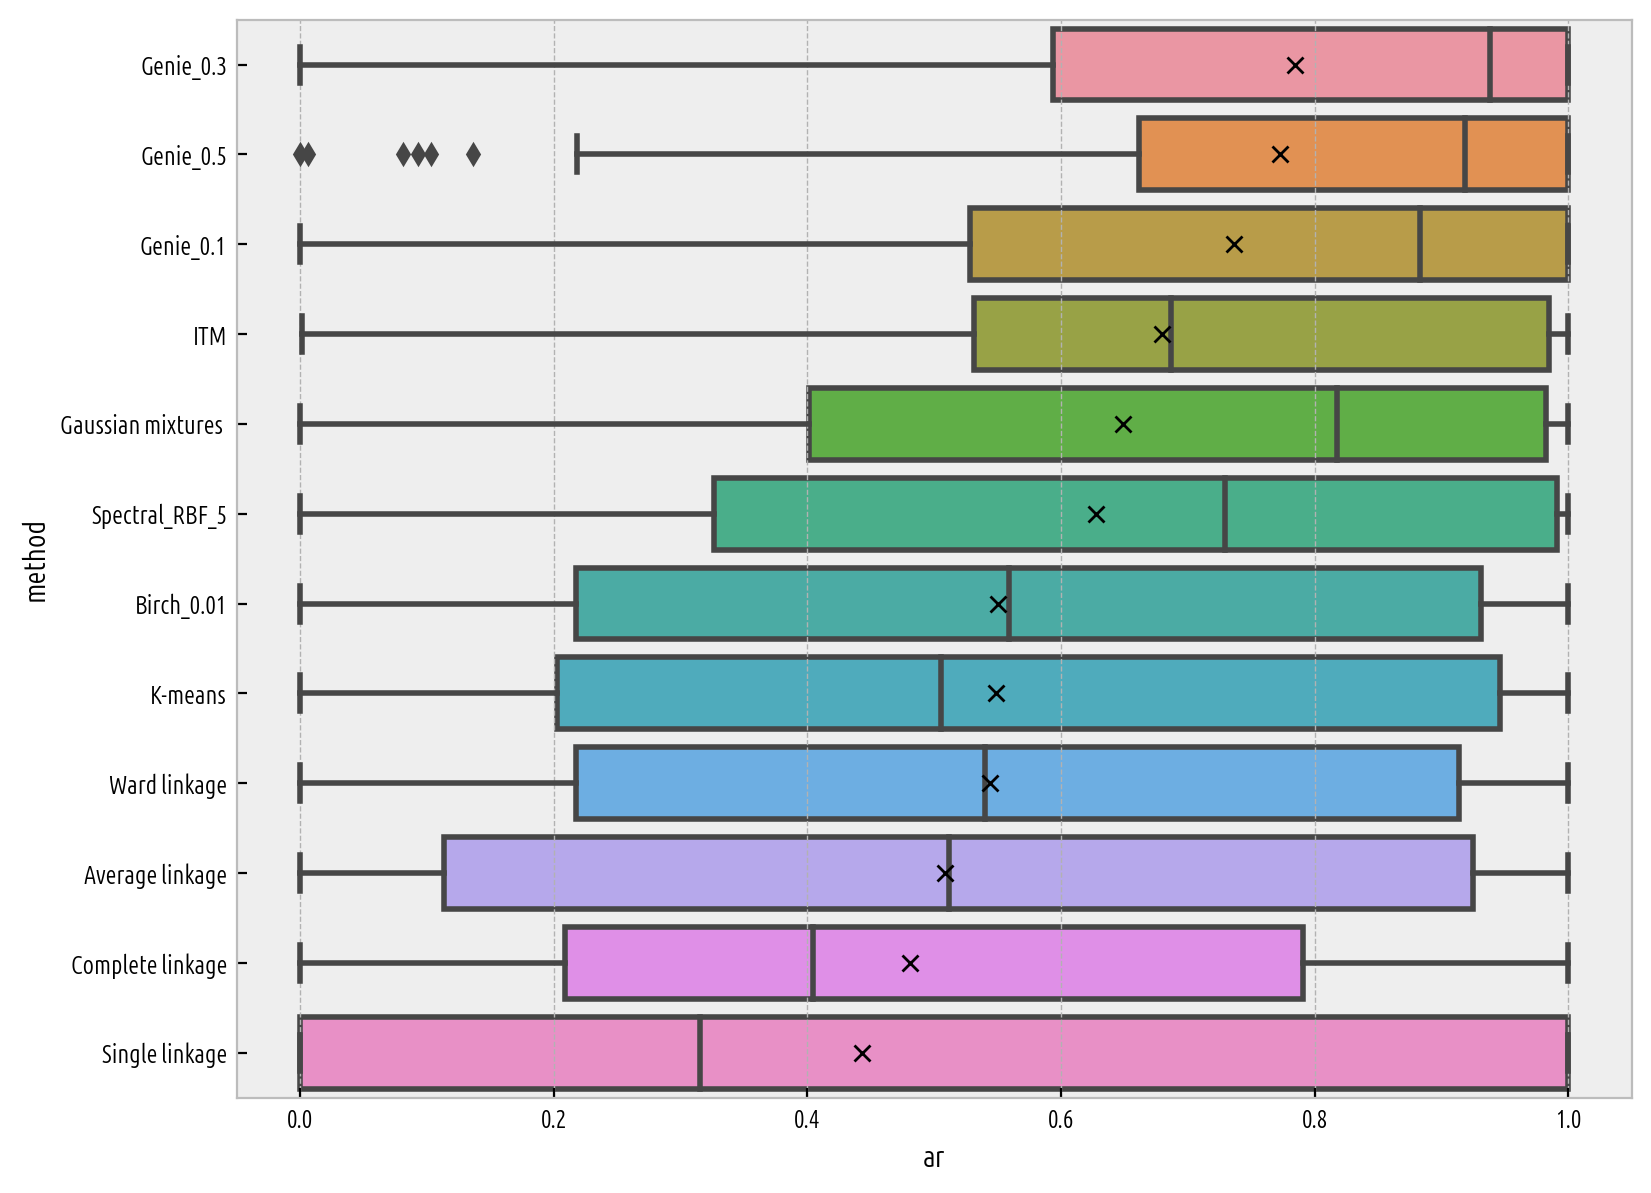 method
Genie_0.3
Genie_0.5
Genie_0.1
ITM
Gaussian mixtures
Spectral_RBF_5
Birch_0.01
K-means
Ward linkage
Average linkage
Complete linkage
Single linkage
0.0 0.2 0.4 0.6 0.8 1.0
ar